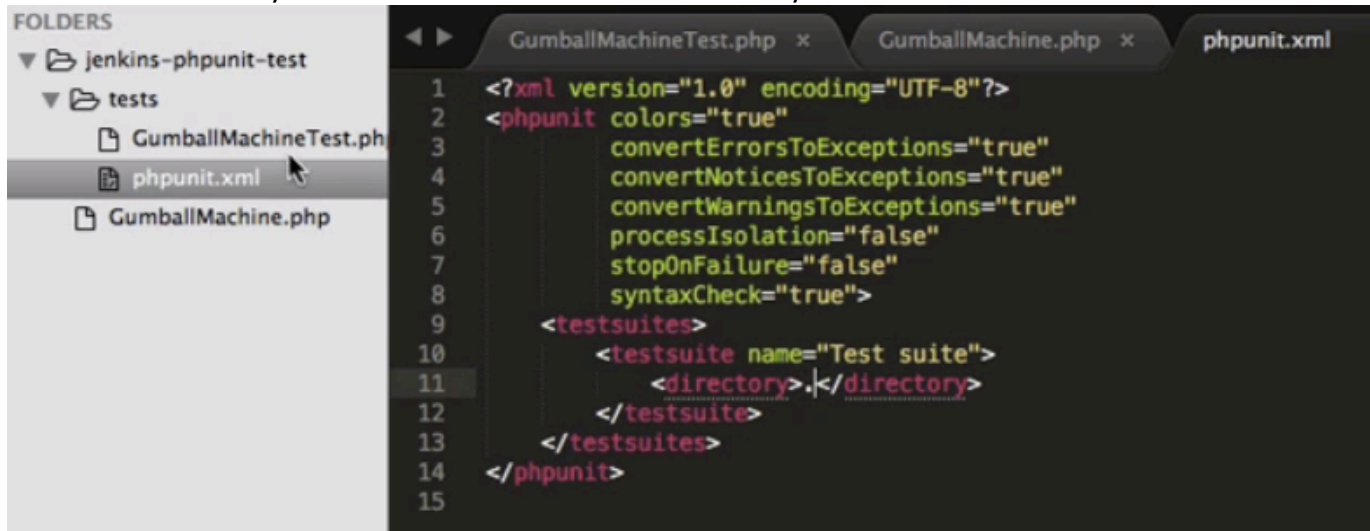 FOLDERS
jenkins-phpunit-test
tests
GumballMachineTest.ph
phpunit.xml
GumballMachine.php
GumballMachineTest.php × GumballMachine.php × phpunit.xml
1 <?xml version="1.0" encoding="UTF-8"?>
2 <phpunit colors="true"
3 convertErrorsToExceptions="true"
4 convertNoticesToExceptions="true"
5 convertWarningsToExceptions="true"
6 processIsolation="false"
7 stopOnFailure="false"
8 syntaxCheck="true">
9 <testsuites>
10 <testsuite name="Test suite">
11 <directory>.</directory>
12 </testsuite>
13 </testsuites>
14 </phpunit>
15